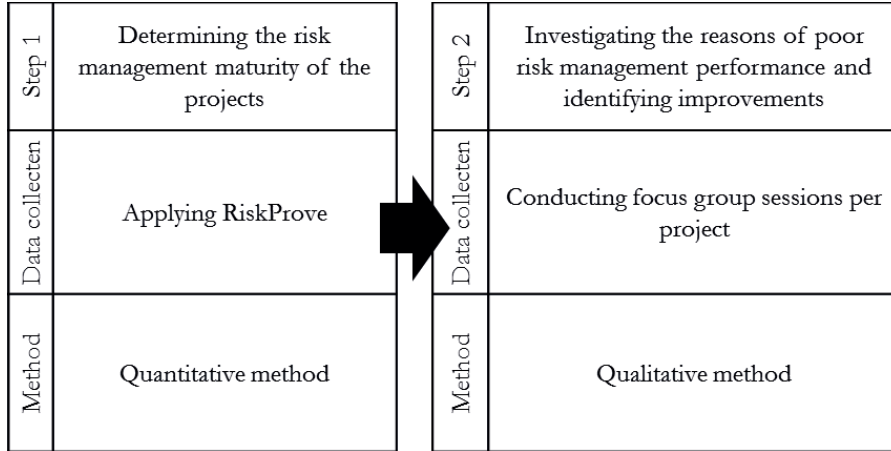 Step 1
Determining the risk
management maturity of the
projects
Data collecten
Applying RiskProve
Method
Quantitative method
Step 2
Investigating the reasons of poor
risk management performance and
identifying improvements
Data collecten
Conducting focus group sessions per
project
Method
Qualitative method